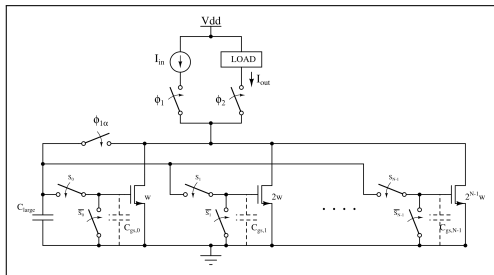 Vdd
I_in
LOAD
I_out
ϕ_1
ϕ_2
ϕ_1α
S_0
S_1
S_N-1
w
2w
2^N-1 w
C_large
S̅_0
C_gs,0
S̅_1
C_gs,1
. . . .
S̅_N-1
C_gs,N-1